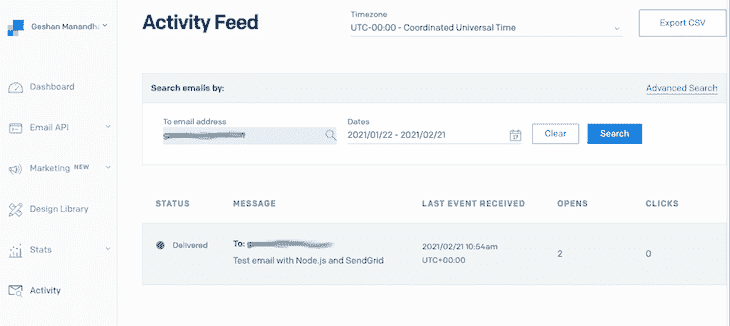 Geshan Manandh
Activity Feed
Timezone
UTC-00:00 - Coordinated Universal Time
Export CSV
Dashboard
Email API
Marketing NEW
Design Library
Stats
Activity
Search emails by:
Advanced Search
To email address
Dates
2021/01/22 - 2021/02/21
Clear
Search
STATUS MESSAGE LAST EVENT RECEIVED OPENS CLICKS
Delivered
To:
Test email with Node.js and SendGrid
2021/02/21 10:54am
UTC+00:00
2
0